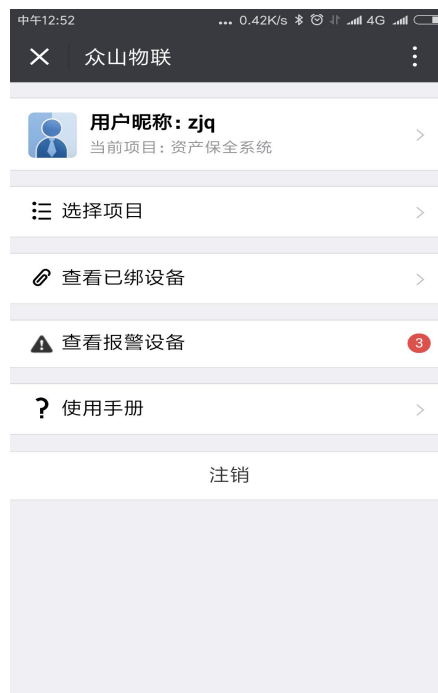 中午12:52 ... 0.42K/s 4G
众山物联
用户昵称: zjq
当前项目: 资产保全系统
选择项目
查看已绑设备
查看报警设备 3
使用手册
注销